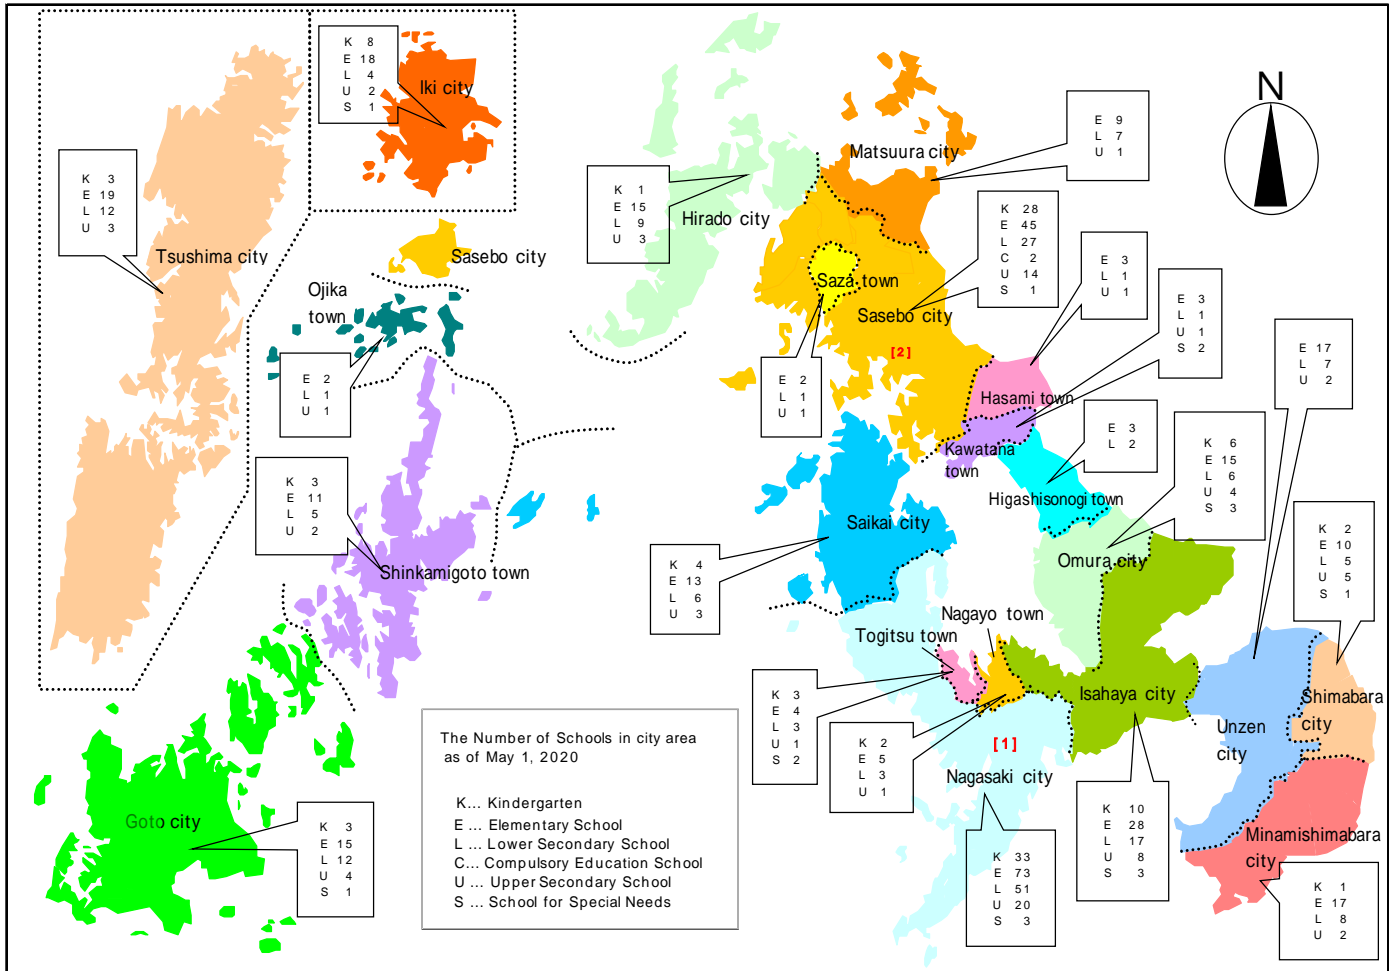 K 8
E 18
L 4
U 2
S 1
Iki city
K 3
E 19
L 12
U 3
Tsushima city
Sasebo city
Ojika
town
E 2
L 1
U 1
K 3
E 11
L 5
U 2
Shinkamigoto town
Goto city
K 3
E 15
L 12
U 4
S 1
K 1
E 15
L 9
U 3
Hirado city
Matsuura city
E 9
L 7
U 1
N
K 28
E 45
L 27
C 2
U 14
S 1
Saza town
Sasebo city
[2]
E 2
L 1
U 1
E 3
L 1
U 1
Hasami town
E 3
L 1
U 1
S 2
Kawatana
town
E 3
L 2
Higashisonogi town
E 17
L 7
U 2
K 6
E 15
L 6
U 4
S 3
Omura city
K 2
E 10
L 5
U 5
S 1
Saikai city
K 4
E 13
L 6
U 3
Nagayo town
Togitsu town
K 3
E 4
L 3
U 1
S 2
K 2
E 5
L 3
U 1
[1]
Nagasaki city
K 33
E 73
L 51
U 20
S 3
Isahaya city
K 10
E 28
L 17
U 8
S 3
Unzen
city
Shimabara
city
Minamishimabara
city
K 1
E 17
L 8
U 2
The Number of Schools in city area
as of May 1, 2020
K... Kindergarten
E ... Elementary School
L ... Lower Secondary School
C... Compulsory Education School
U ... Upper Secondary School
S ... School for Special Needs